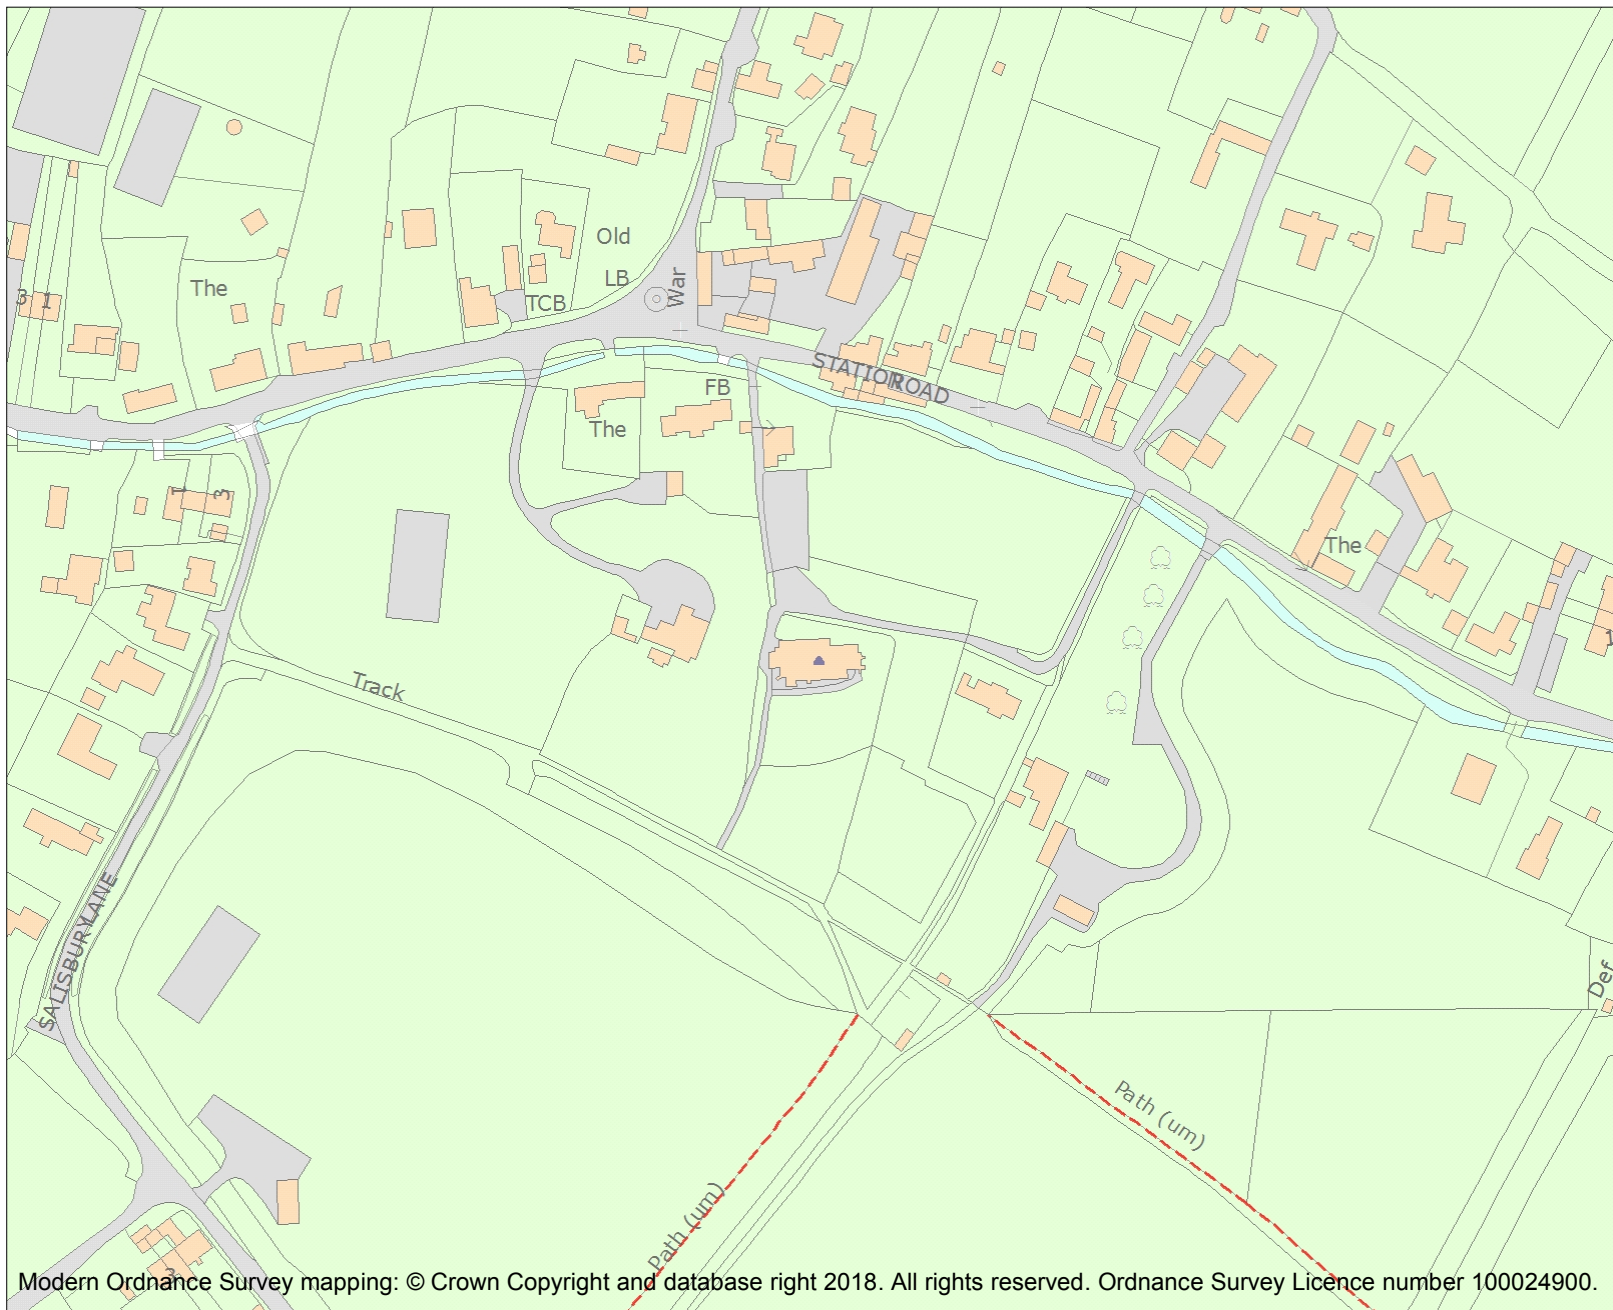 Old
War
LB
The
TCB
3 1
STATION ROAD
FB
The
1 3
The
1
Track
SALISBURY LANE
Def
Path (um)
Path (um)
3
Modern Ordnance Survey mapping: © Crown Copyright and database right 2018. All rights reserved. Ordnance Survey Licence number 100024900.